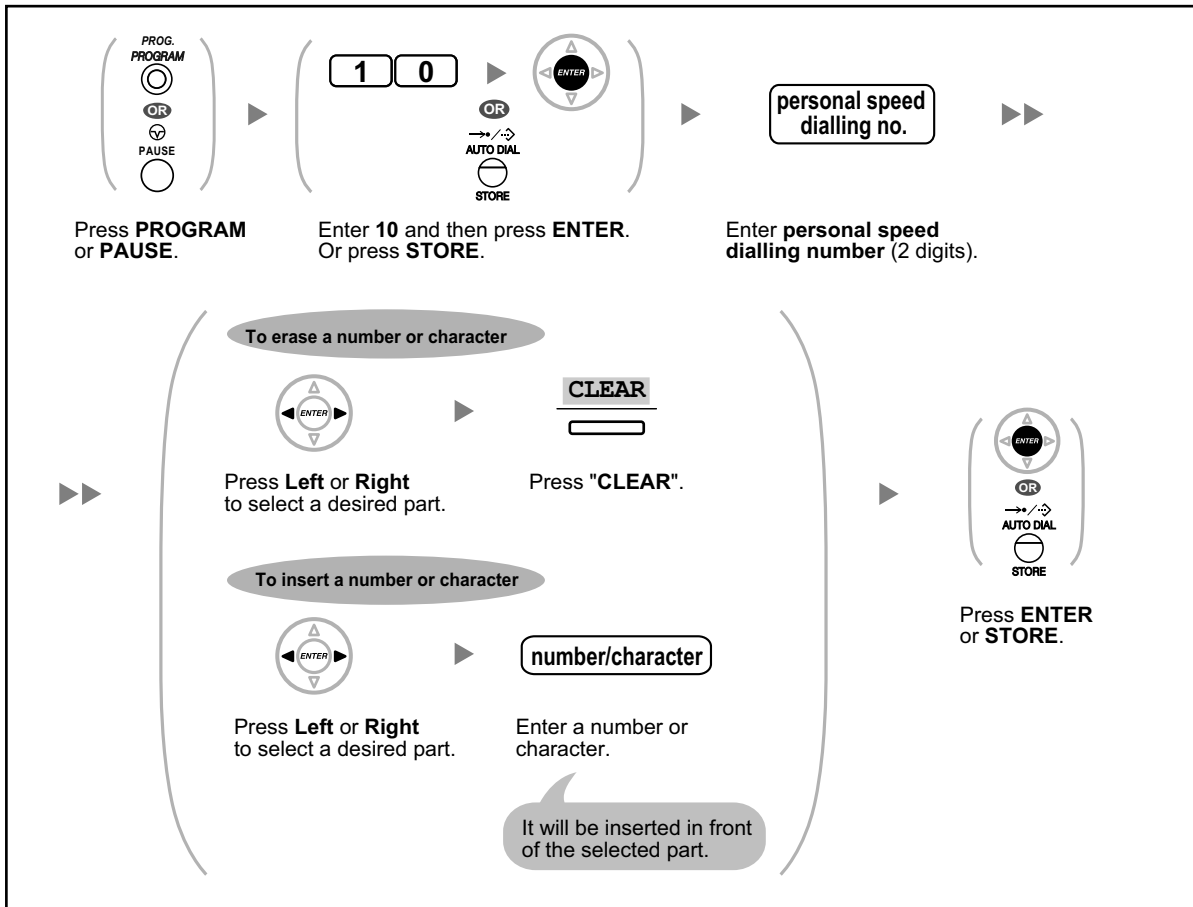 PROG.
PROGRAM
OR
PAUSE
Press PROGRAM
or PAUSE.
1 0
ENTER
OR
AUTO DIAL
STORE
Enter 10 and then press ENTER.
Or press STORE.
personal speed
dialling no.
Enter personal speed
dialling number (2 digits).
To erase a number or character
ENTER
Press Left or Right
to select a desired part.
CLEAR
Press "CLEAR".
To insert a number or character
ENTER
Press Left or Right
to select a desired part.
number/character
Enter a number or
character.
It will be inserted in front
of the selected part.
ENTER
OR
AUTO DIAL
STORE
Press ENTER
or STORE.